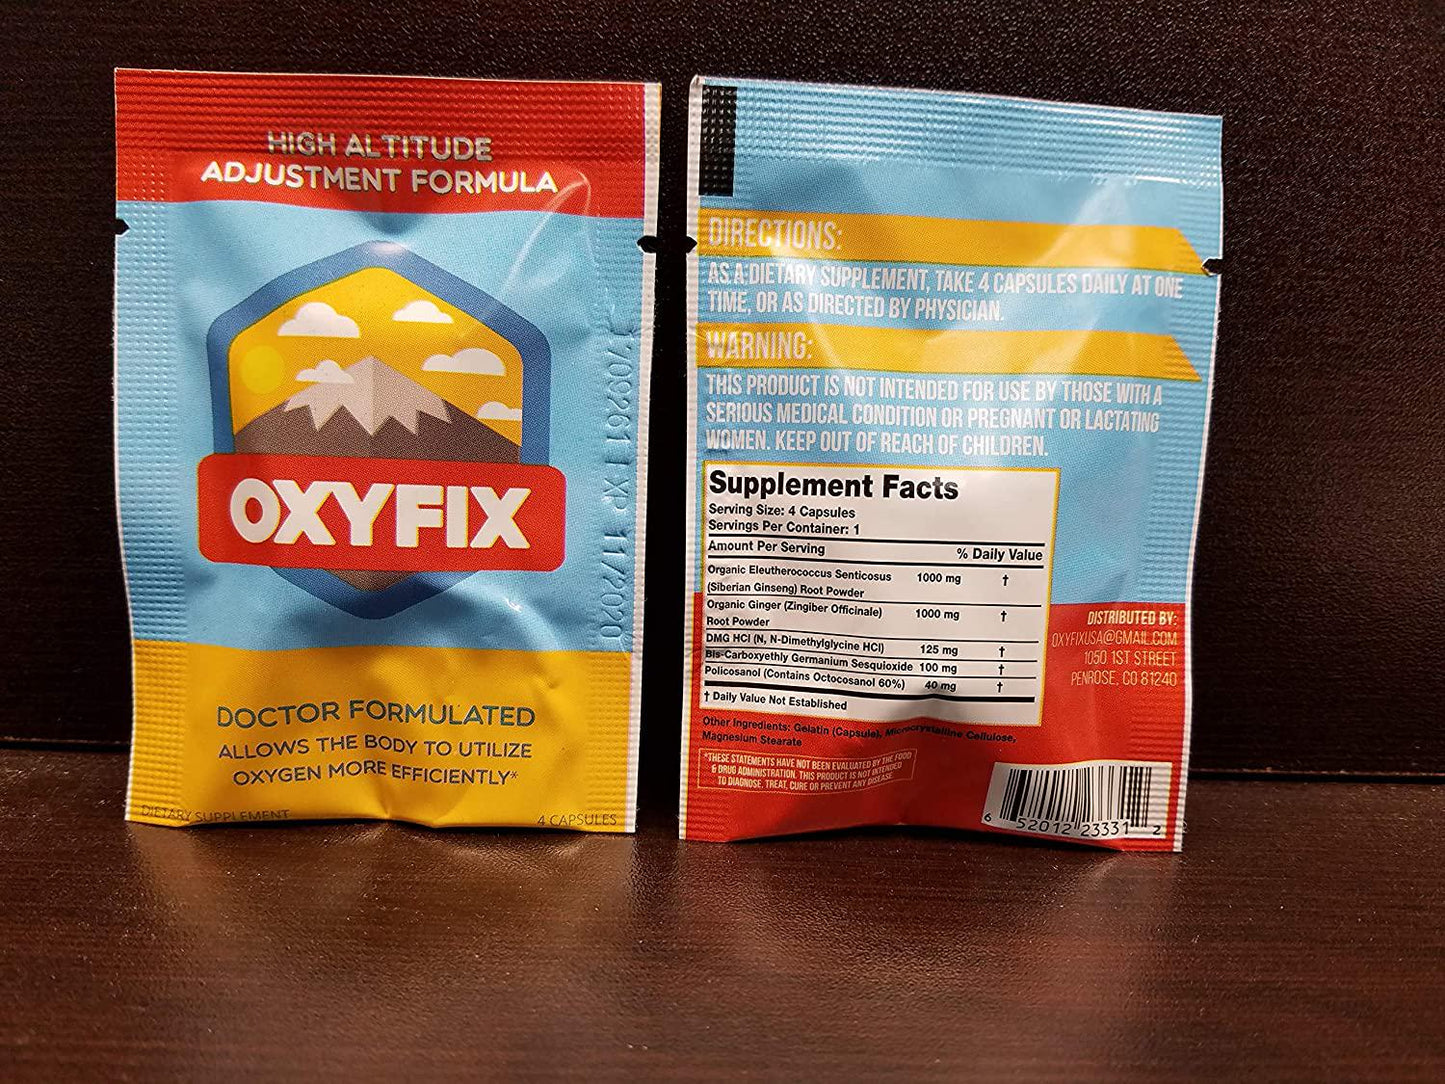 HIGH ALTITUDE
ADJUSTMENT FORMULA
OXYFIX
DOCTOR FORMULATED
ALLOWS THE BODY TO UTILIZE
OXYGEN MORE EFFICIENTLY*
DIETARY SUPPLEMENT
4 CAPSULES
11/2020
DIRECTIONS:
AS A DIETARY SUPPLEMENT, TAKE 4 CAPSULES DAILY AT ONE
TIME, OR AS DIRECTED BY PHYSICIAN.
WARNING:
THIS PRODUCT IS NOT INTENDED FOR USE BY THOSE WITH A
SERIOUS MEDICAL CONDITION OR PREGNANT OR LACTATING
WOMEN. KEEP OUT OF REACH OF CHILDREN.
Supplement Facts
Serving Size: 4 Capsules
Servings Per Container: 1
Amount Per Serving % Daily Value
Organic Eleutherococcus Senticosus 1000 mg †
(Siberian Ginseng) Root Powder
Organic Ginger (Zingiber Officinale) 1000 mg †
Root Powder
DMG HCl (N, N-Dimethylglycine HCl) 125 mg †
Bis-Carboxyethly Germanium Sesquioxide 100 mg †
Policosanol (Contains Octocosanol 60%) 40 mg †
† Daily Value Not Established
Other Ingredients: Gelatin (Capsule), Microcrystalline Cellulose,
Magnesium Stearate
*THESE STATEMENTS HAVE NOT BEEN EVALUATED BY THE FOOD
& DRUG ADMINISTRATION. THIS PRODUCT IS NOT INTENDED
TO DIAGNOSE, TREAT, CURE OR PREVENT ANY DISEASE.
DISTRIBUTED BY:
OXYFIXUSA@GMAIL.COM
1050 1ST STREET
PENROSE, CO 81240
6 52012 23331 2